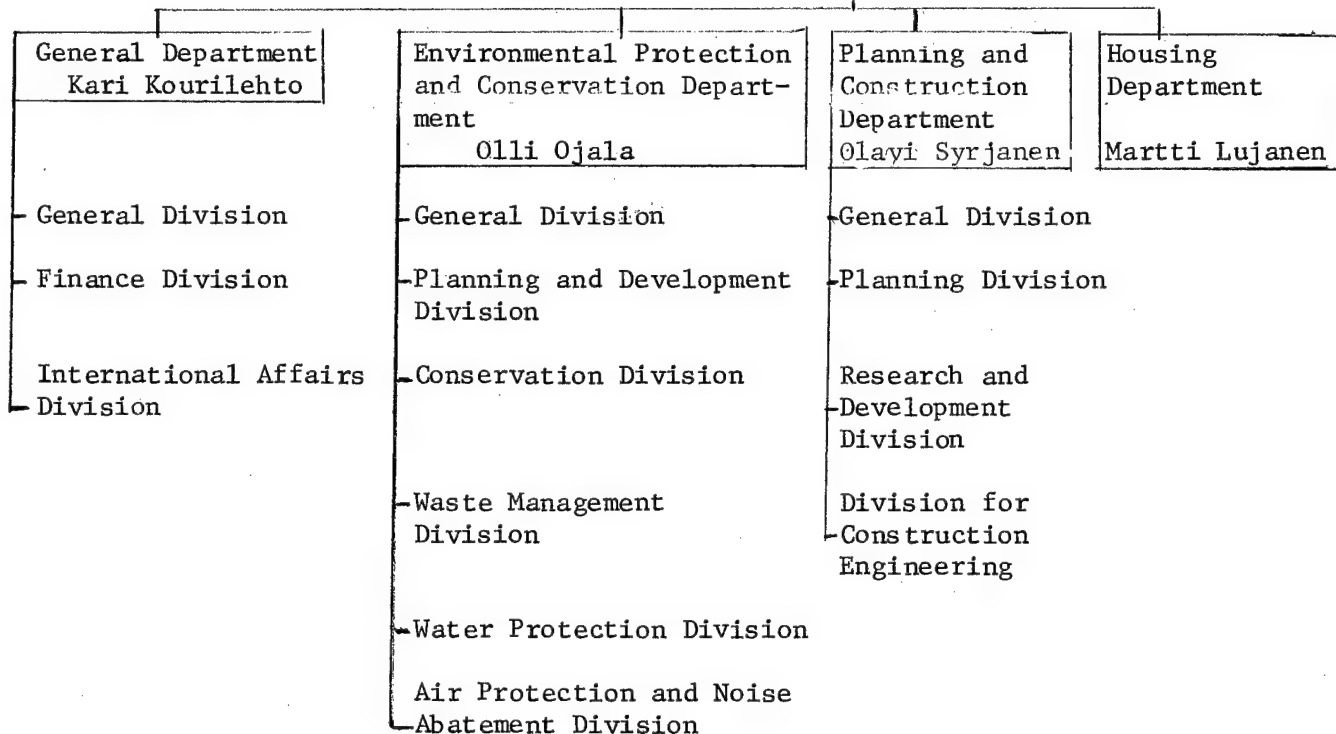 General Department
Kari Kourilehto
General Division
Finance Division
International Affairs
Division
Environmental Protection
and Conservation Depart-
ment
Olli Ojala
General Division
Planning and Development
Division
Conservation Division
Waste Management
Division
Water Protection Division
Air Protection and Noise
Abatement Division
Planning and
Construction
Department
Olayi Syrjanen
General Division
Planning Division
Research and
Development
Division
Division for
Construction
Engineering
Housing
Department
Martti Lujanen